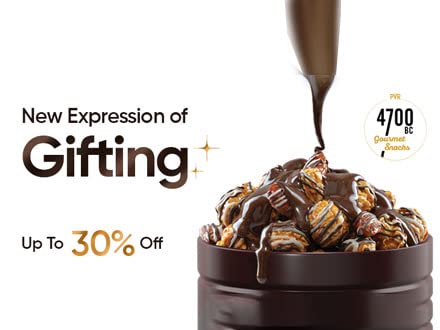 New Expression of
Gifting
Up To 30% Off
PVR
4700
BC
Gourmet
Snacks